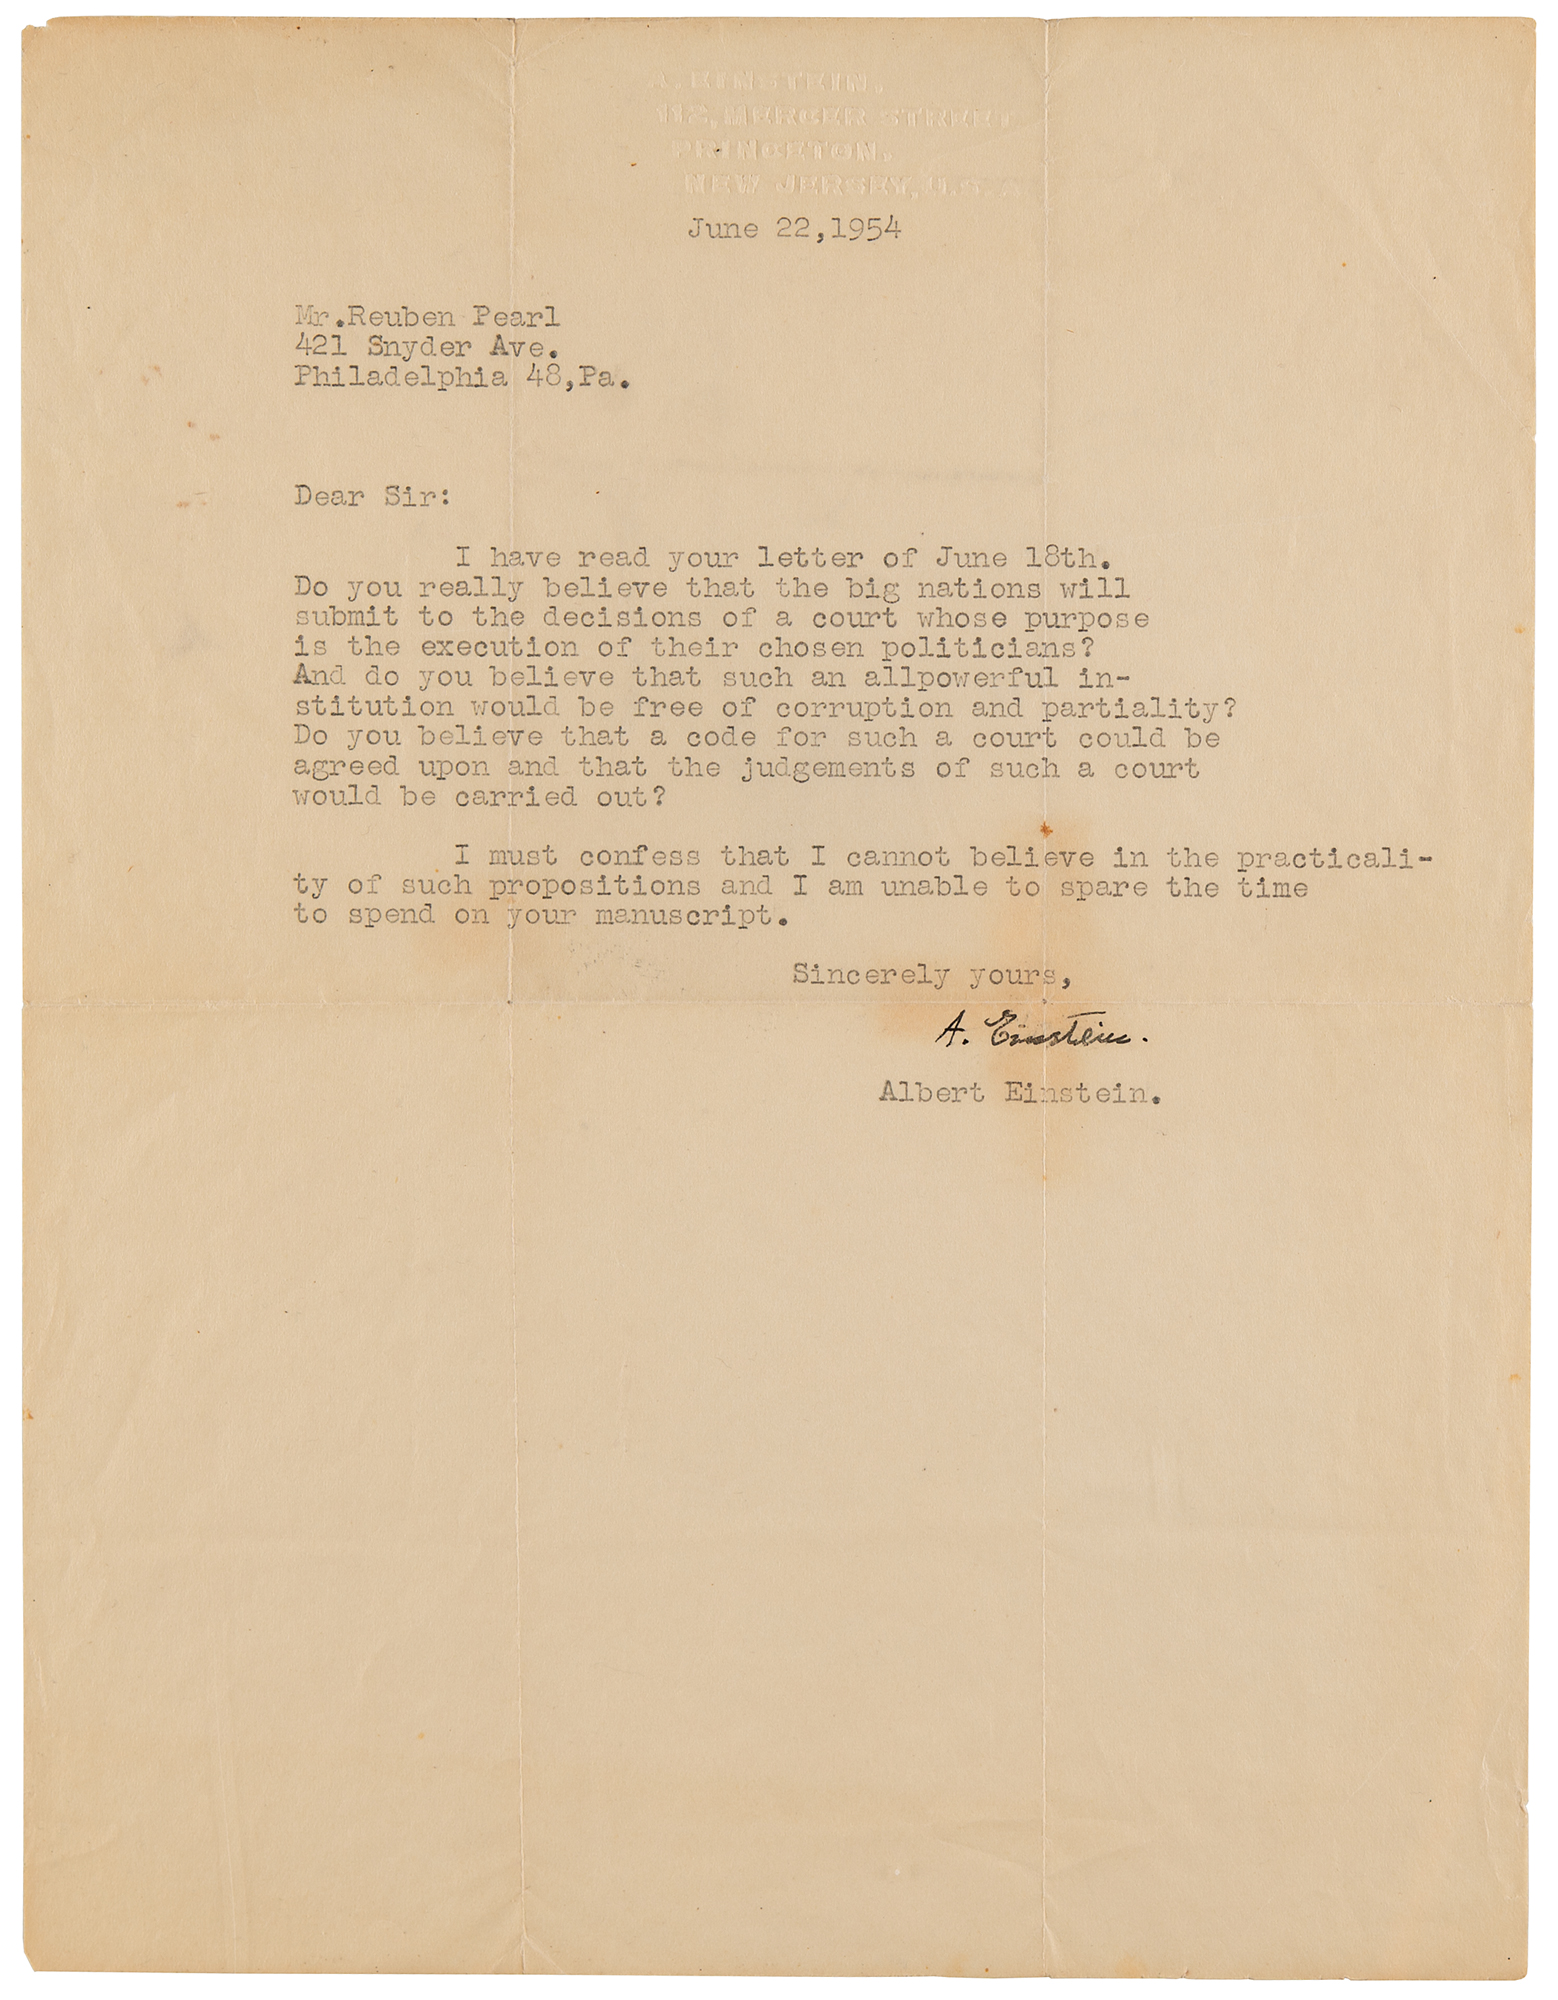 A. EINSTEIN.
112, MERCER STREET
PRINCETON.
NEW JERSEY, U.S.A
June 22,1954
Mr.Reuben Pearl
421 Snyder Ave.
Philadelphia 48,Pa.
Dear Sir:
I have read your letter of June 18th.
Do you really believe that the big nations will
submit to the decisions of a court whose purpose
is the execution of their chosen politicians?
And do you believe that such an allpowerful in-
stitution would be free of corruption and partiality?
Do you believe that a code for such a court could be
agreed upon and that the judgements of such a court
would be carried out?
I must confess that I cannot believe in the practicali-
ty of such propositions and I am unable to spare the time
to spend on your manuscript.
Sincerely yours,
A. Einstein.
Albert Einstein.